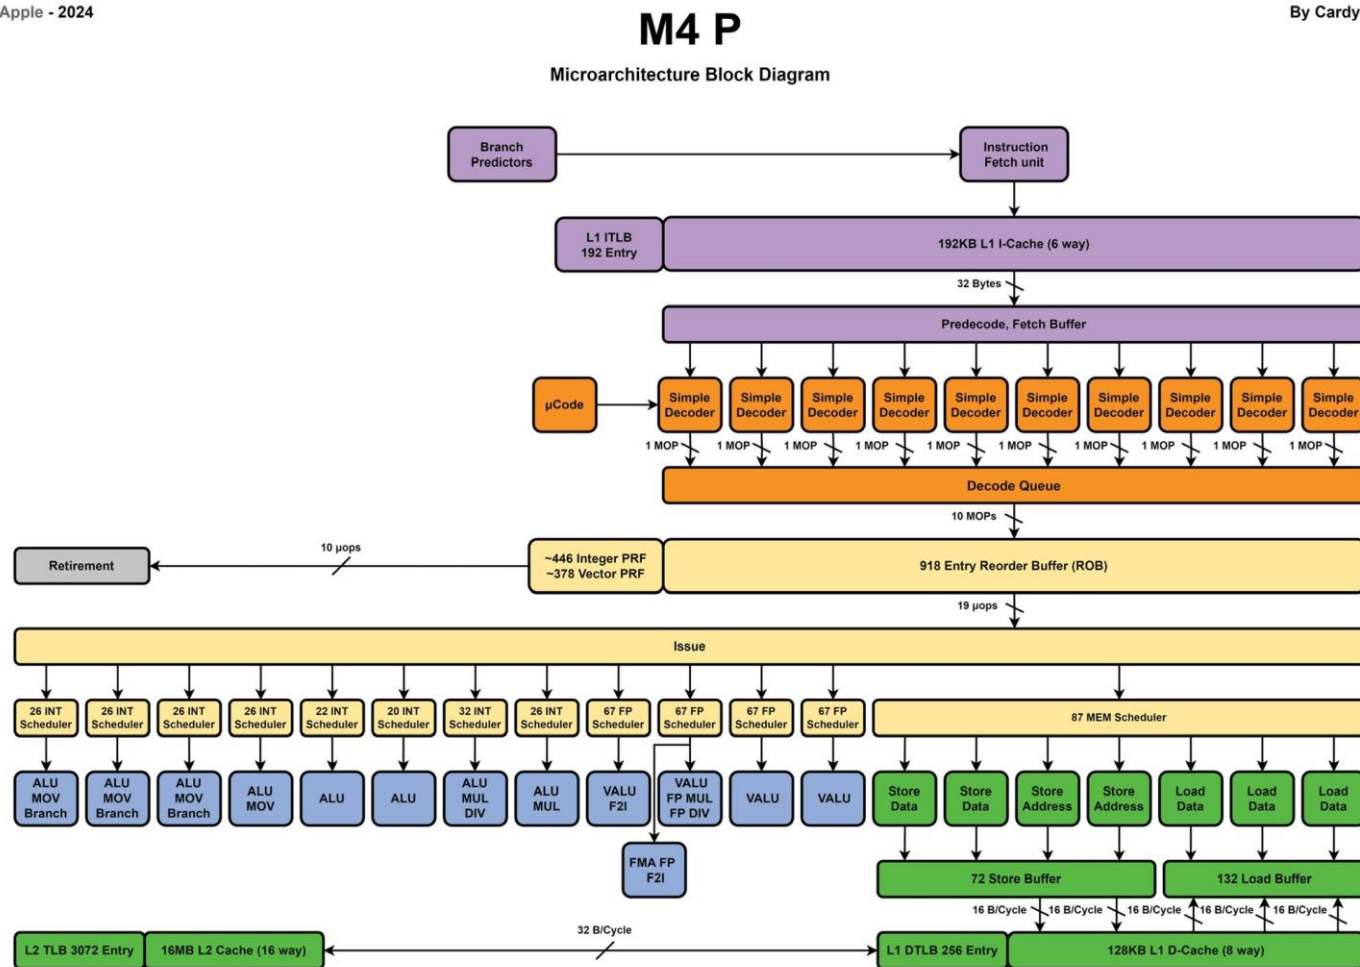 Apple - 2024
By Cardy
M4 P
Microarchitecture Block Diagram
Branch
Predictors
Instruction
Fetch unit
L1 ITLB
192 Entry
192KB L1 I-Cache (6 way)
32 Bytes
Predecode, Fetch Buffer
µCode
Simple
Decoder
Simple
Decoder
Simple
Decoder
Simple
Decoder
Simple
Decoder
Simple
Decoder
Simple
Decoder
Simple
Decoder
Simple
Decoder
Simple
Decoder
1 MOP
1 MOP
1 MOP
1 MOP
1 MOP
1 MOP
1 MOP
1 MOP
1 MOP
1 MOP
Decode Queue
10 MOPs
Retirement
10 µops
~446 Integer PRF
~378 Vector PRF
918 Entry Reorder Buffer (ROB)
19 µops
Issue
26 INT
Scheduler
26 INT
Scheduler
26 INT
Scheduler
26 INT
Scheduler
22 INT
Scheduler
20 INT
Scheduler
32 INT
Scheduler
26 INT
Scheduler
67 FP
Scheduler
67 FP
Scheduler
67 FP
Scheduler
67 FP
Scheduler
87 MEM Scheduler
ALU
MOV
Branch
ALU
MOV
Branch
ALU
MOV
Branch
ALU
MOV
ALU
ALU
ALU
MUL
DIV
ALU
MUL
VALU
F2I
VALU
FP MUL
FP DIV
VALU
VALU
Store
Data
Store
Data
Store
Address
Store
Address
Load
Data
Load
Data
Load
Data
FMA FP
F2I
72 Store Buffer
132 Load Buffer
16 B/Cycle
16 B/Cycle
16 B/Cycle
16 B/Cycle
16 B/Cycle
L2 TLB 3072 Entry
16MB L2 Cache (16 way)
32 B/Cycle
L1 DTLB 256 Entry
128KB L1 D-Cache (8 way)